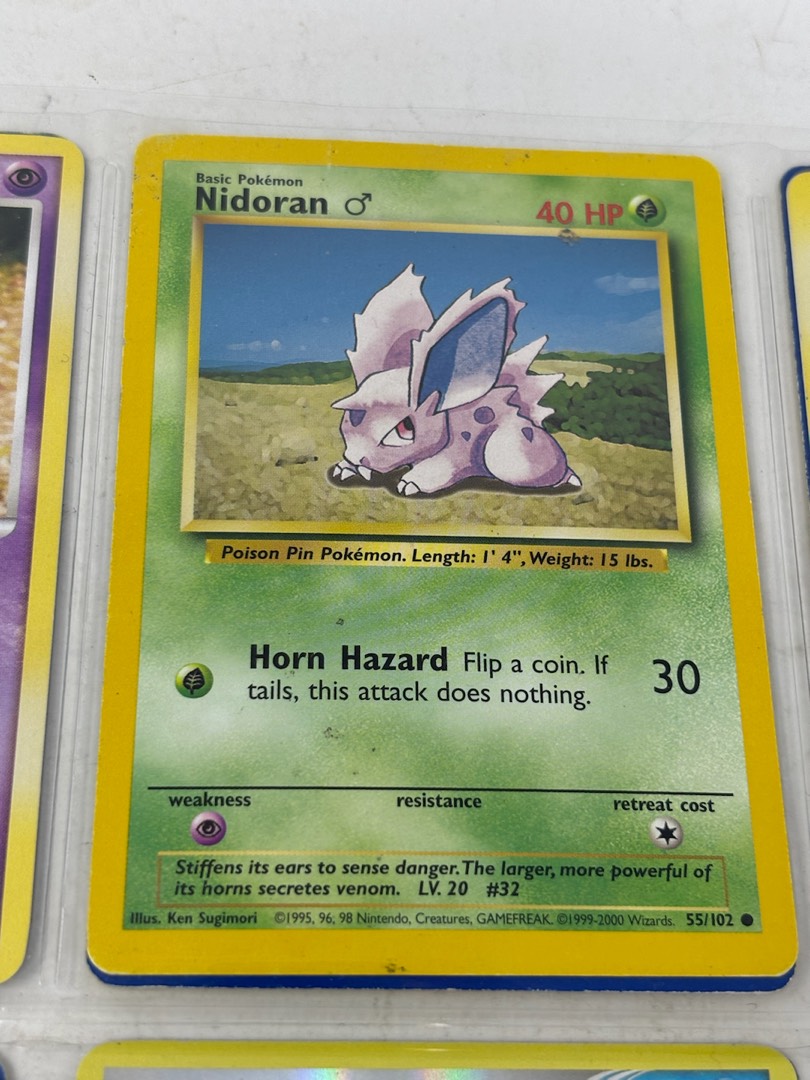 Basic Pokémon
Nidoran ♂
40 HP
Poison Pin Pokémon. Length: 1' 4", Weight: 15 lbs.
Horn Hazard Flip a coin. If
tails, this attack does nothing.
30
weakness resistance retreat cost
Stiffens its ears to sense danger. The larger, more powerful of
its horns secretes venom. LV. 20 #32
Illus. Ken Sugimori ©1995, 96, 98 Nintendo, Creatures, GAMEFREAK. ©1999-2000 Wizards. 55/102 ●